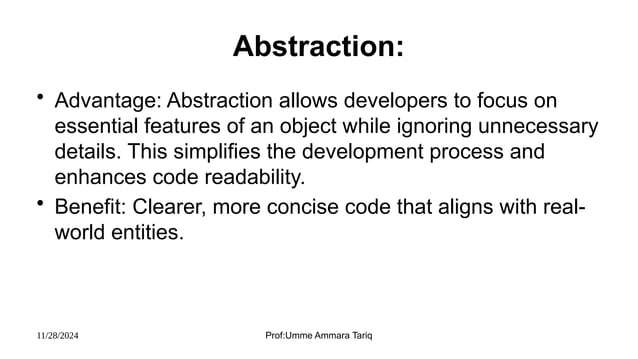 Abstraction:
• Advantage: Abstraction allows developers to focus on
essential features of an object while ignoring unnecessary
details. This simplifies the development process and
enhances code readability.
• Benefit: Clearer, more concise code that aligns with real-
world entities.
11/28/2024
Prof:Umme Ammara Tariq